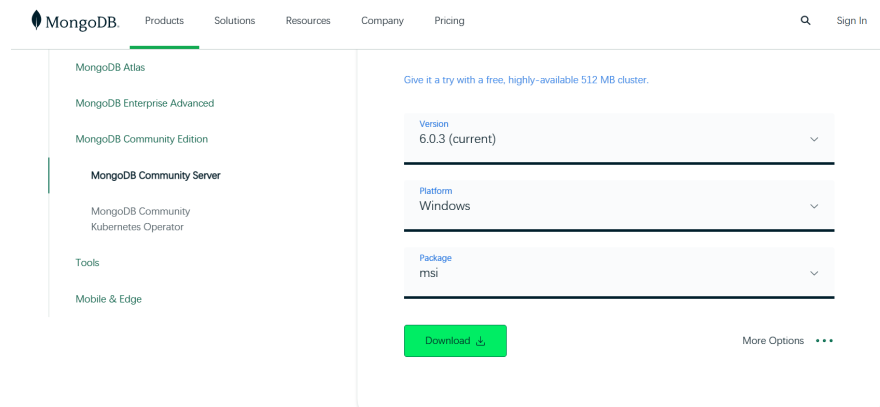 MongoDB.
Products
Solutions
Resources
Company
Pricing
Sign In
MongoDB Atlas
MongoDB Enterprise Advanced
MongoDB Community Edition
MongoDB Community Server
MongoDB Community
Kubernetes Operator
Tools
Mobile & Edge
Give it a try with a free, highly-available 512 MB cluster.
Version
6.0.3 (current)
Platform
Windows
Package
msi
Download
More Options